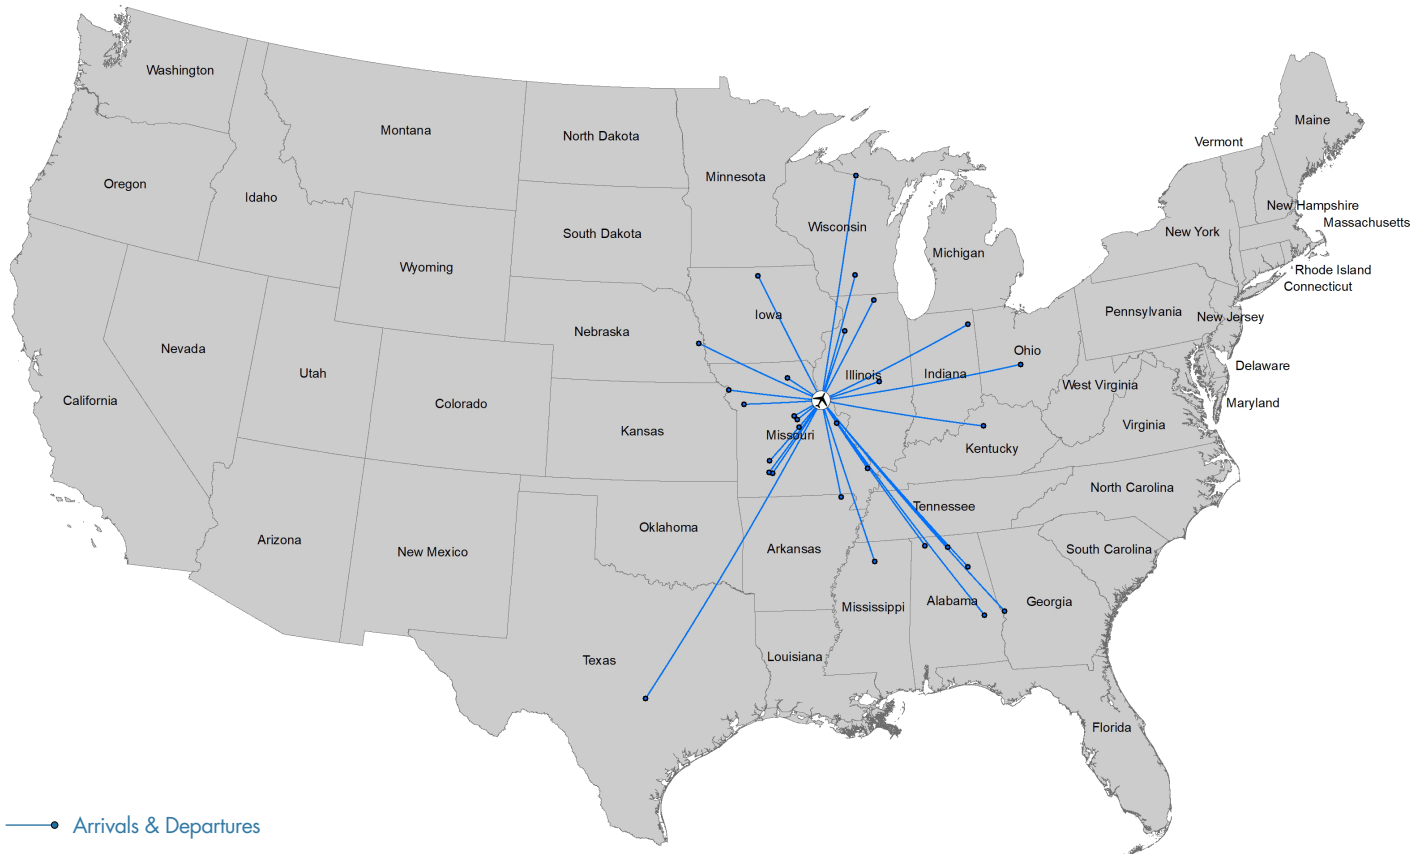 Washington
Montana
North Dakota
Minnesota
Maine
Vermont
Oregon
Idaho
New Hampshire
Massachusetts
South Dakota
Wisconsin
New York
Michigan
Wyoming
Rhode Island
Connecticut
Nebraska
Iowa
Pennsylvania
New Jersey
Nevada
Utah
Illinois
Indiana
Ohio
Delaware
West Virginia
Maryland
California
Colorado
Kansas
Missouri
Kentucky
Virginia
North Carolina
Tennessee
Arizona
New Mexico
Oklahoma
Arkansas
South Carolina
Mississippi
Alabama
Georgia
Texas
Louisiana
Florida
Arrivals & Departures